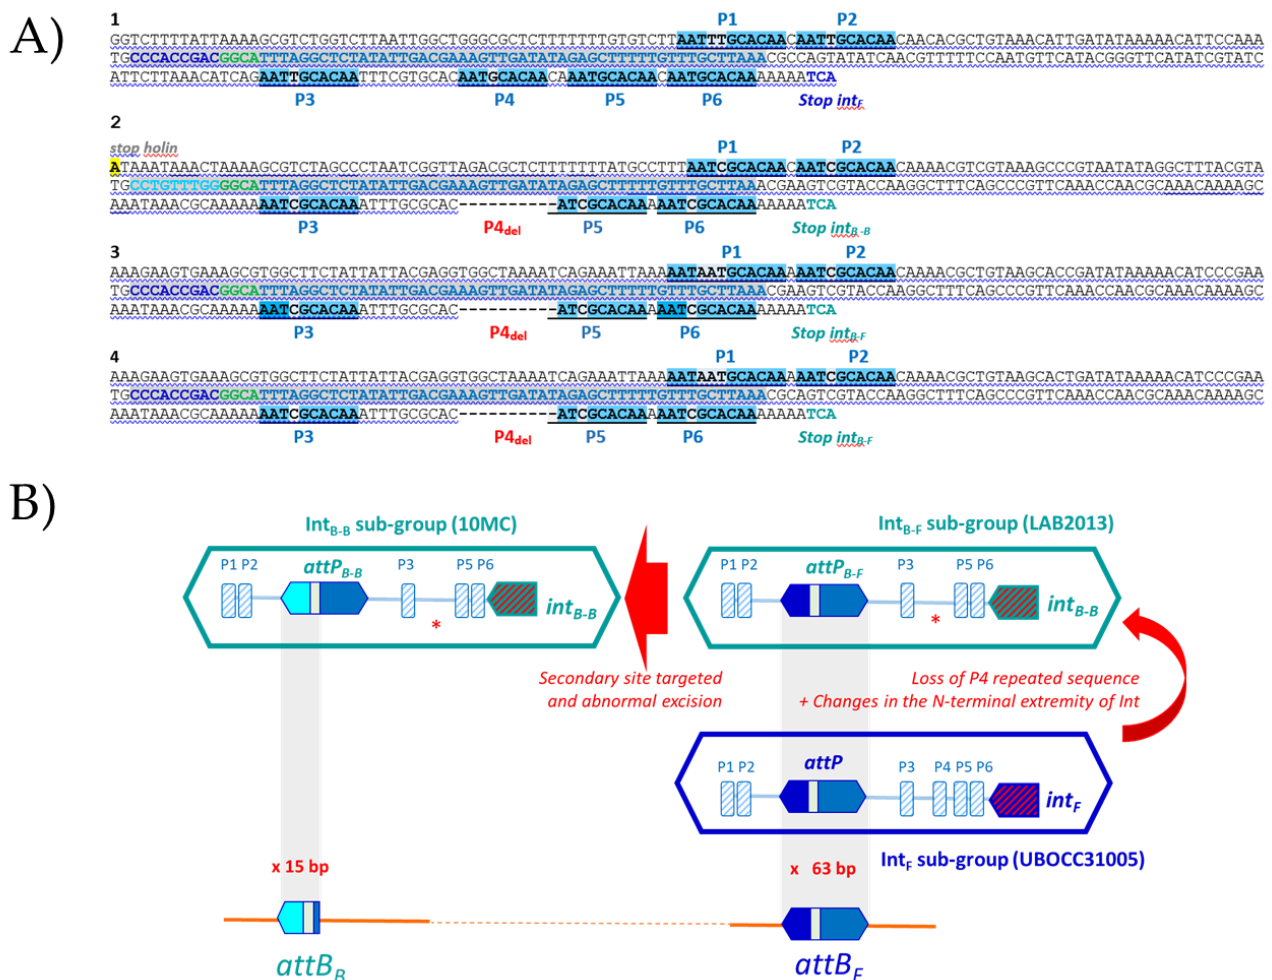 A)
1
P1 P2
GGTCTTTTATTAAAAGCGTCTGGTCTTAATTGGCTGGGCGCTCTTTTTTTGTGTCTTAATTTGCACAACAATTGCACAACAACACGCTGTAAACATTGATATAAAAACATTCCAAA
TGCCCACCGACGGCATTTAGGCTCTATATTGACGAAAGTTGATATAGAGCTTTTTGTTTGCTTAAACGCCAGTATATCAACGTTTTTCCAATGTTCATACGGGTTCATATCGTATC
ATTCTTAAACATCAGAATTGCACAATTTCGTGCACAATGCACAACAAATGCACAACAATGCACAAAAAAATCA
P3 P4 P5 P6 Stop intF
2
stop holin
P1 P2
ATAAATAAACTAAAAGCGTCTAGCCCTAATCGGTTAGACGCTCTTTTTTTATGCCTTTAATCGCACAACAATCGCACAACAAAACGCGTAAAGCCCGTAATATAGGCTTTACGTA
TGCCTGTTTGGGGCATTTAGGCTCTATATTGACGAAAGTTGATATAGAGCTTTTTGTTTGCTTAAACGAAGTCGTACCAAGGCTTTCAGCCCGTTCAAACCAACGCAAACAAAAGC
AAATAAACGCAAAAAAATCGCACAAATTTGCGCAC----------ATCGCACAAAAATCGCACAAAAAAATCA
P3 P4del P5 P6 Stop intB-B
3
P1 P2
AAAGAAGTGAAAGCGTGGCTTCTATTATTACGAGGTGGCTAAAATCAGAAATTAAAAATAATGCACAAAAATCGCACAACAAAACGCTGTAAGCACCGATATAAAAACATCCCGAA
TGCCCACCGACGGCATTTAGGCTCTATATTGACGAAAGTTGATATAGAGCTTTTTGTTTGCTTAAACGAAGTCGTACCAAGGCTTTCAGCCCGTTCAAACCAACGCAAACAAAAGC
AAATAAACGCAAAAAAATCGCACAAATTTGCGCAC----------ATCGCACAAAAATCGCACAAAAAAATCA
P3 P4del P5 P6 Stop intB-F
4
P1 P2
AAAGAAGTGAAAGCGTGGCTTCTATTATTACGAGGTGGCTAAAATCAGAAATTAAAAATAATGCACAAAAATCGCACAACAAAACGCTGTAAGCACTGATATAAAAACATCCCGAA
TGCCCACCGACGGCATTTAGGCTCTATATTGACGAAAGTTGATATAGAGCTTTTTGTTTGCTTAAACGCAGTCGTACCAAGGCTTTCAGCCCGTTCAAACCAACGCAAACAAAAGC
AAATAAACGCAAAAAAATCGCACAAATTTGCGCAC----------ATCGCACAAAAATCGCACAAAAAAATCA
P3 P4del P5 P6 Stop intB-F
B)
IntB-B sub-group (10MC) IntB-F sub-group (LAB2013)
P1 P2 attPB-B P3 P5 P6 intB-B
*
P1 P2 attPB-F P3 P5 P6 intB-B
*
Secondary site targeted
and abnormal excision
Loss of P4 repeated sequence
+ Changes in the N-terminal extremity of Int
P1 P2 attP P3 P4 P5 P6 intF
IntF sub-group (UBOCC31005)
x 15 bp x 63 bp
attBB attBF